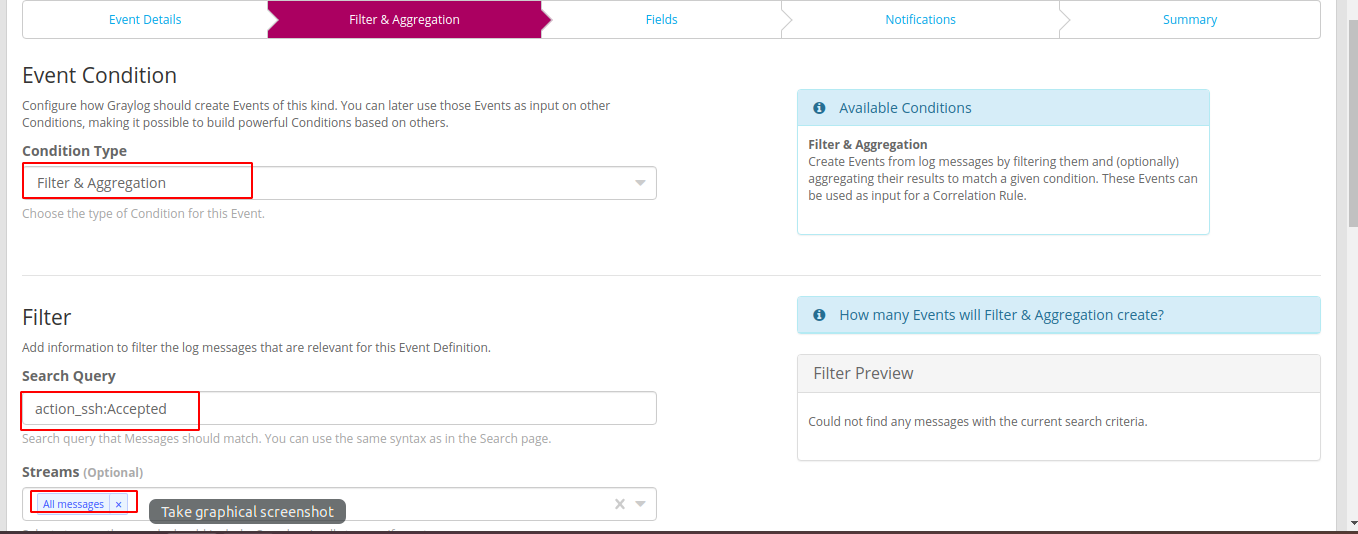 Event Details
Filter & Aggregation
Fields
Notifications
Summary
Event Condition
Configure how Graylog should create Events of this kind. You can later use those Events as input on other
Conditions, making it possible to build powerful Conditions based on others.
Condition Type
Filter & Aggregation
Choose the type of Condition for this Event.
Available Conditions
Filter & Aggregation
Create Events from log messages by filtering them and (optionally)
aggregating their results to match a given condition. These Events can
be used as input for a Correlation Rule.
Filter
Add information to filter the log messages that are relevant for this Event Definition.
Search Query
action_ssh:Accepted
Search query that Messages should match. You can use the same syntax as in the Search page.
Streams (Optional)
All messages ×
Take graphical screenshot
How many Events will Filter & Aggregation create?
Filter Preview
Could not find any messages with the current search criteria.